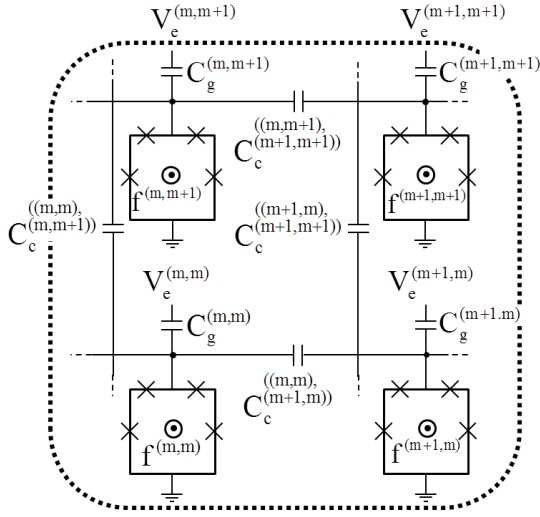 V_e^(m,m+1) V_e^(m+1,m+1)
C_g^(m,m+1) C_g^(m+1,m+1)
C_c^((m,m+1),(m+1,m+1))
f^(m,m+1) f^(m+1,m+1)
C_c^((m,m),(m,m+1)) C_c^((m+1,m),(m+1,m+1))
V_e^(m,m) V_e^(m+1,m)
C_g^(m,m) C_g^(m+1.m)
C_c^((m,m),(m+1,m))
f^(m,m) f^(m+1,m)